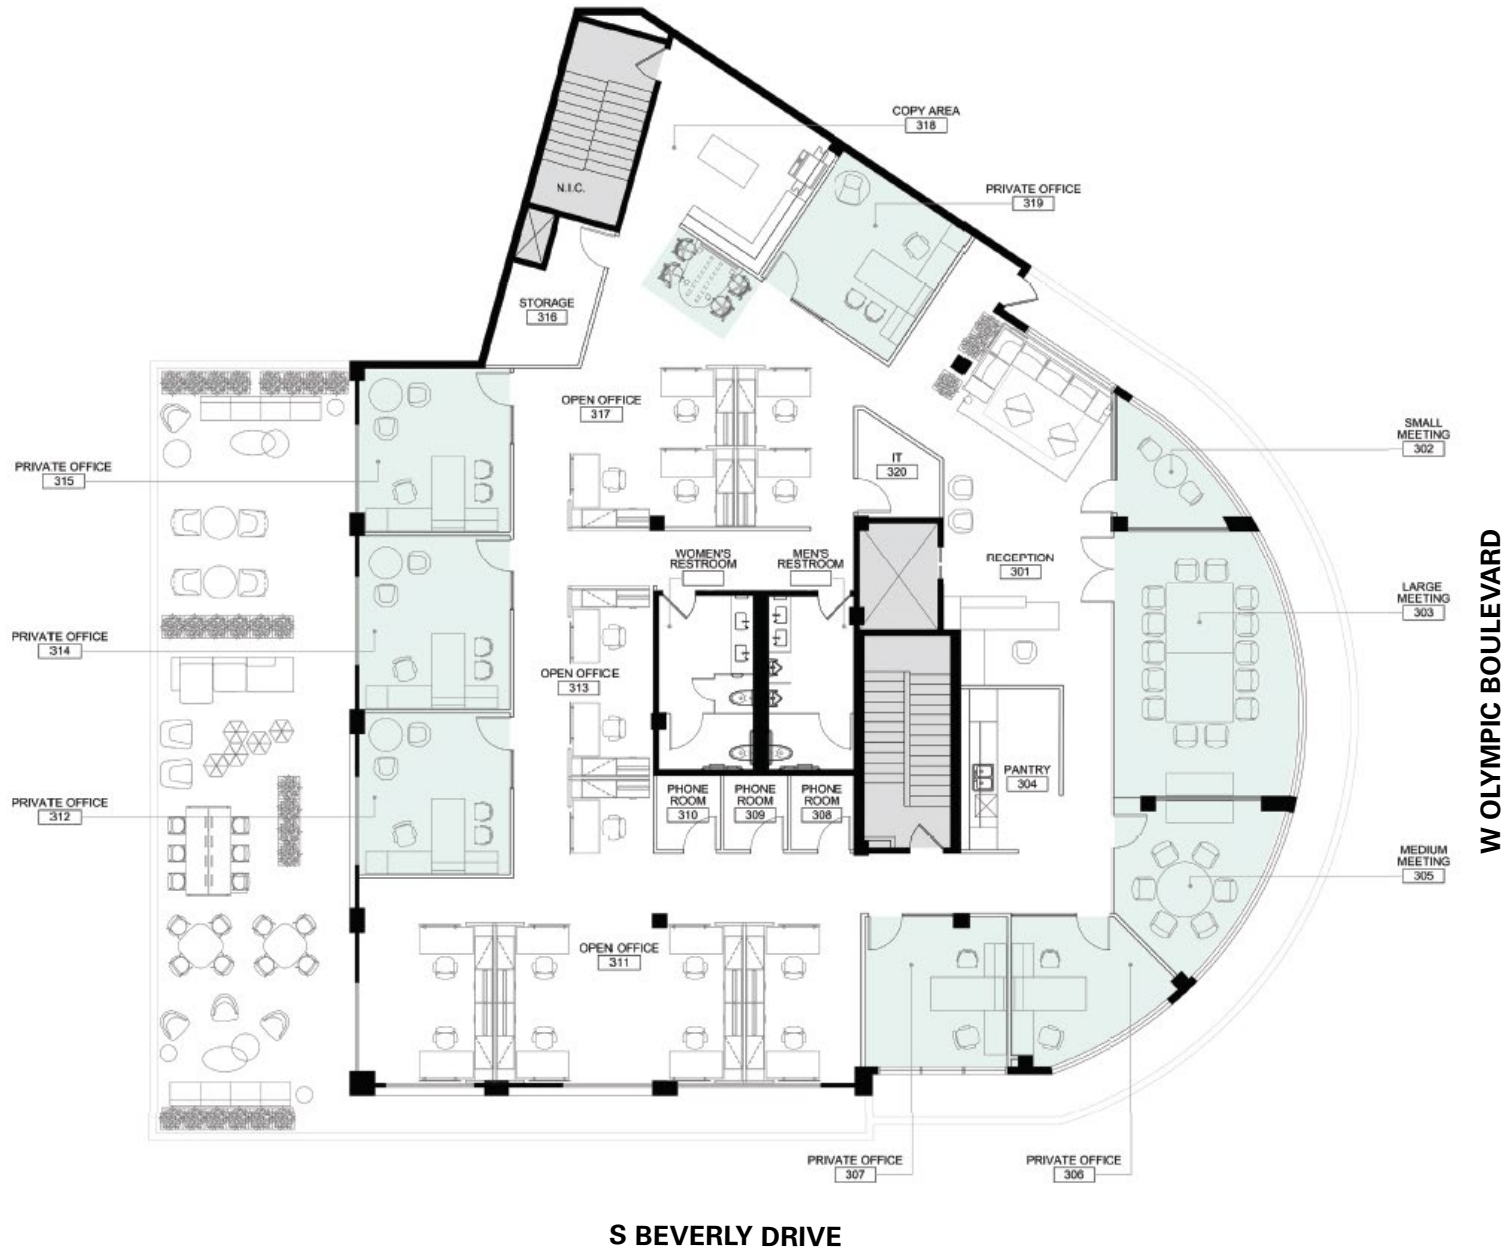 COPY AREA
318
PRIVATE OFFICE
319
N.I.C.
STORAGE
316
OPEN OFFICE
317
SMALL
MEETING
302
IT
320
PRIVATE OFFICE
315
WOMEN'S
RESTROOM
MEN'S
RESTROOM
RECEPTION
301
LARGE
MEETING
303
W OLYMPIC BOULEVARD
PRIVATE OFFICE
314
OPEN OFFICE
313
PANTRY
304
PRIVATE OFFICE
312
PHONE
ROOM
310
PHONE
ROOM
309
PHONE
ROOM
308
MEDIUM
MEETING
305
OPEN OFFICE
311
PRIVATE OFFICE
307
PRIVATE OFFICE
306
S BEVERLY DRIVE